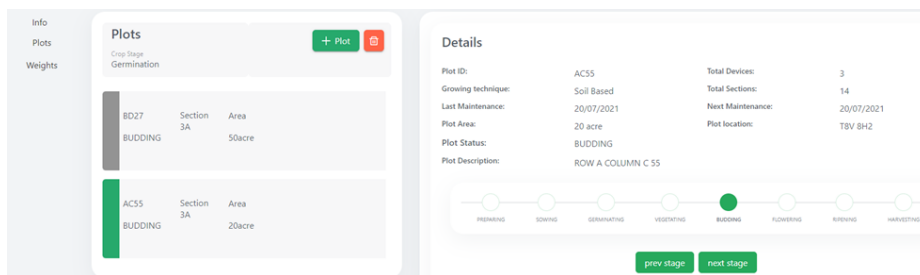 Info
Plots
Weights
Plots
Crop Stage
Germination
+ Plot
BD27 Section 3A Area
BUDDING 50acre
AC55 Section 3A Area
BUDDING 20acre
Details
Plot ID: AC55 Total Devices: 3
Growing technique: Soil Based Total Sections: 14
Last Maintenance: 20/07/2021 Next Maintenance: 20/07/2021
Plot Area: 20 acre Plot location: T8V 8H2
Plot Status: BUDDING
Plot Description: ROW A COLUMN C 55
PREPARING SOWING GERMINATING VEGETATING BUDDING FLOWERING RIPENING HARVESTING
prev stage next stage